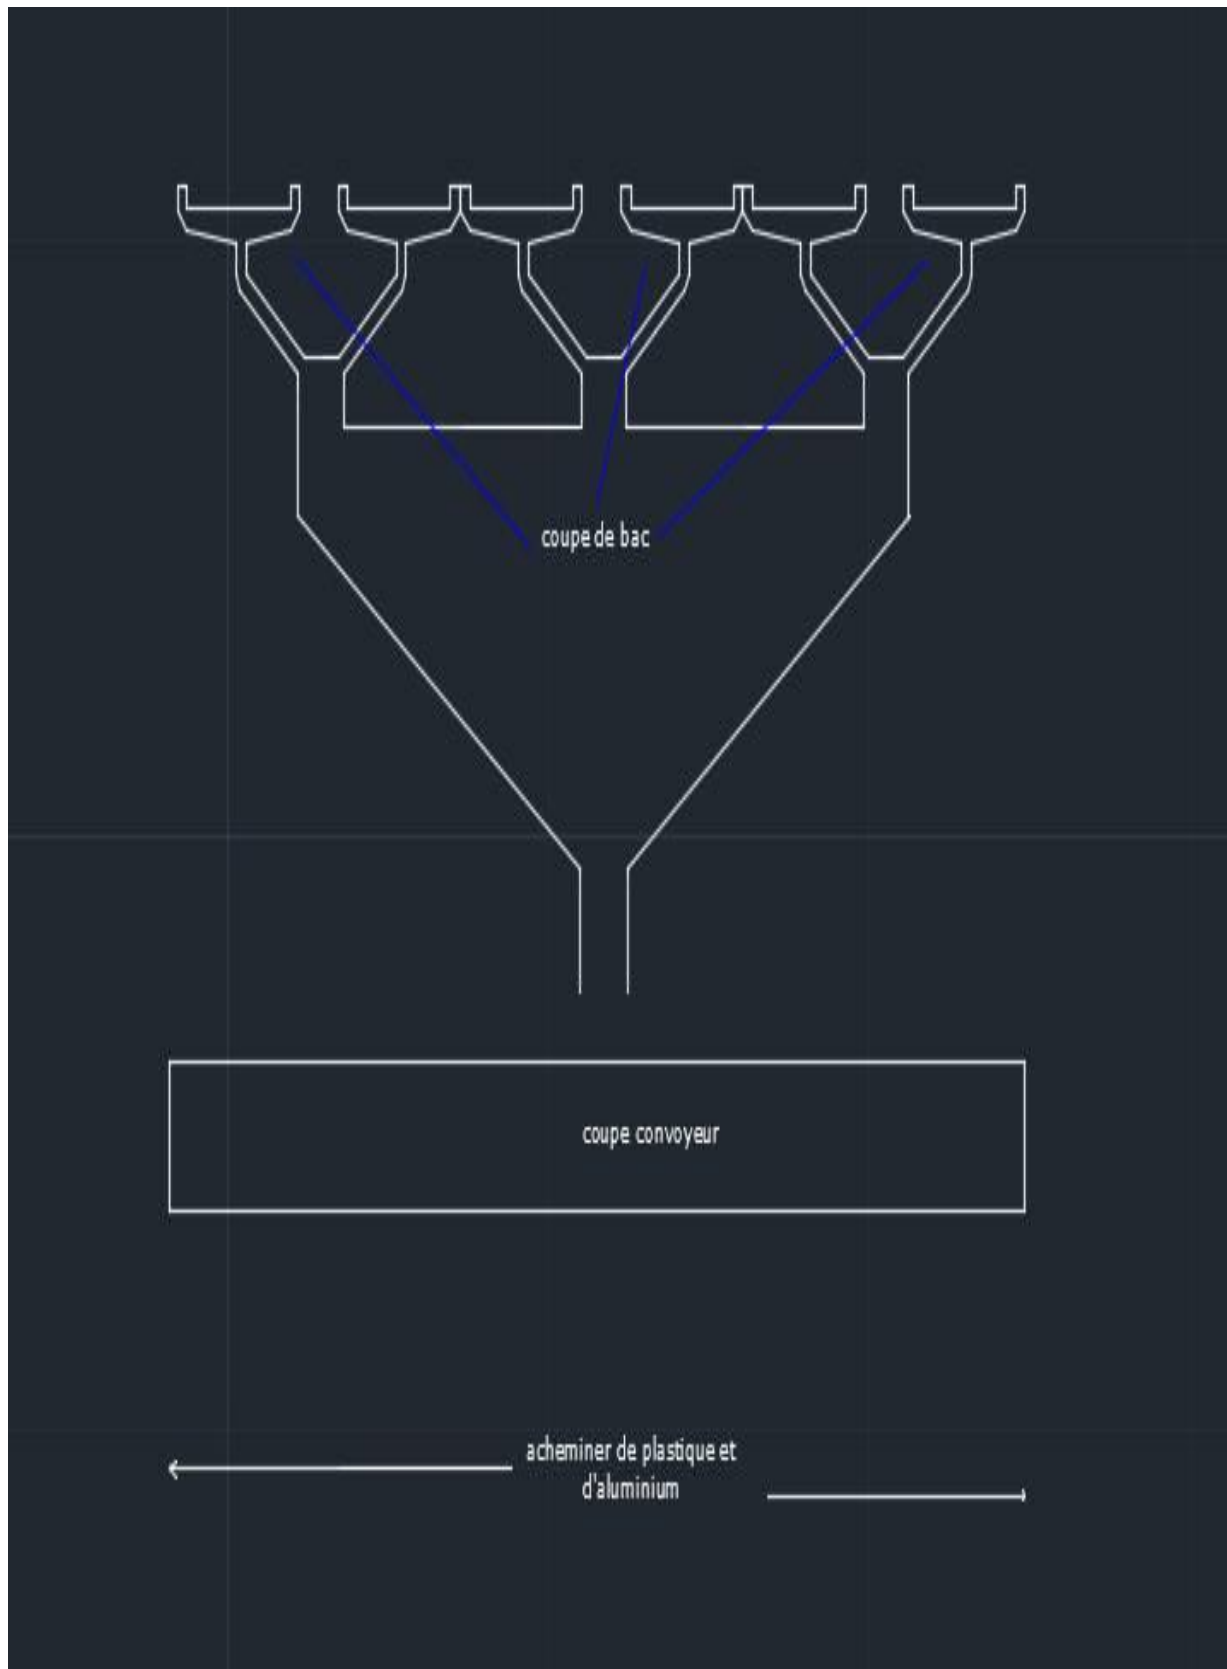 coupe de bac
coupe convoyeur
acheminer de plastique et
d'aluminium